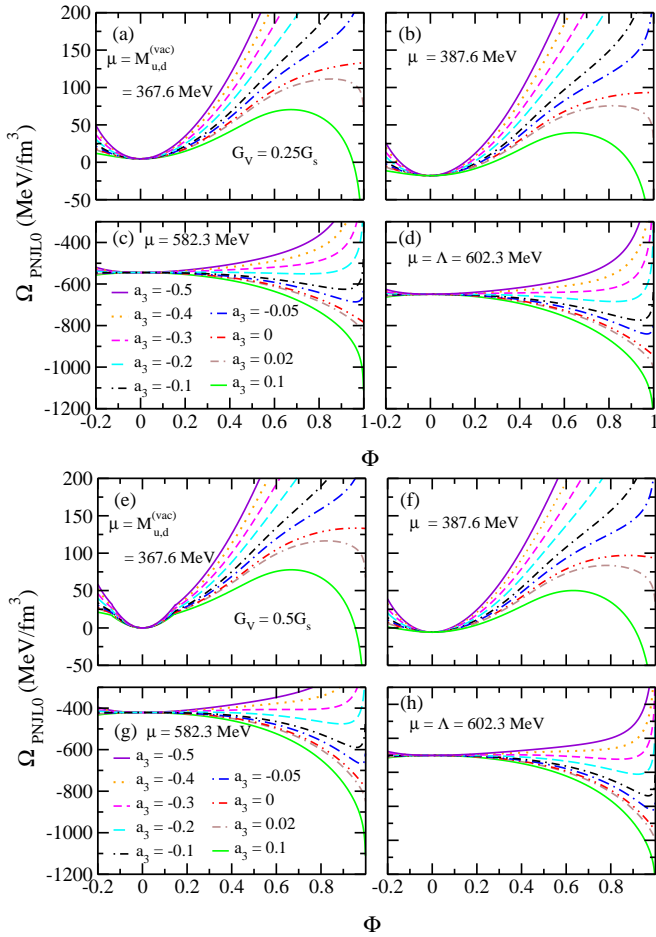 200
150
100
50
0
-50
(a)
μ = M_{u,d}^{(vac)}
= 367.6 MeV
G_V = 0.25G_s
(b)
μ = 387.6 MeV
Ω_{PNJL0} (MeV/fm^3)
-400
-600
-800
-1000
-1200
(c) μ = 582.3 MeV
a_3 = -0.5
a_3 = -0.4
a_3 = -0.3
a_3 = -0.2
a_3 = -0.1
a_3 = -0.05
a_3 = 0
a_3 = 0.02
a_3 = 0.1
(d)
μ = Λ = 602.3 MeV
-0.2 0 0.2 0.4 0.6 0.8 1
-0.2 0 0.2 0.4 0.6 0.8 1
Φ
200
150
100
50
0
-50
(e)
μ = M_{u,d}^{(vac)}
= 367.6 MeV
G_V = 0.5G_s
(f)
μ = 387.6 MeV
Ω_{PNJL0} (MeV/fm^3)
-400
-600
-800
-1000
-1200
(g) μ = 582.3 MeV
a_3 = -0.5
a_3 = -0.4
a_3 = -0.3
a_3 = -0.2
a_3 = -0.1
a_3 = -0.05
a_3 = 0
a_3 = 0.02
a_3 = 0.1
(h)
μ = Λ = 602.3 MeV
-0.2 0 0.2 0.4 0.6 0.8 1
-0.2 0 0.2 0.4 0.6 0.8 1
Φ